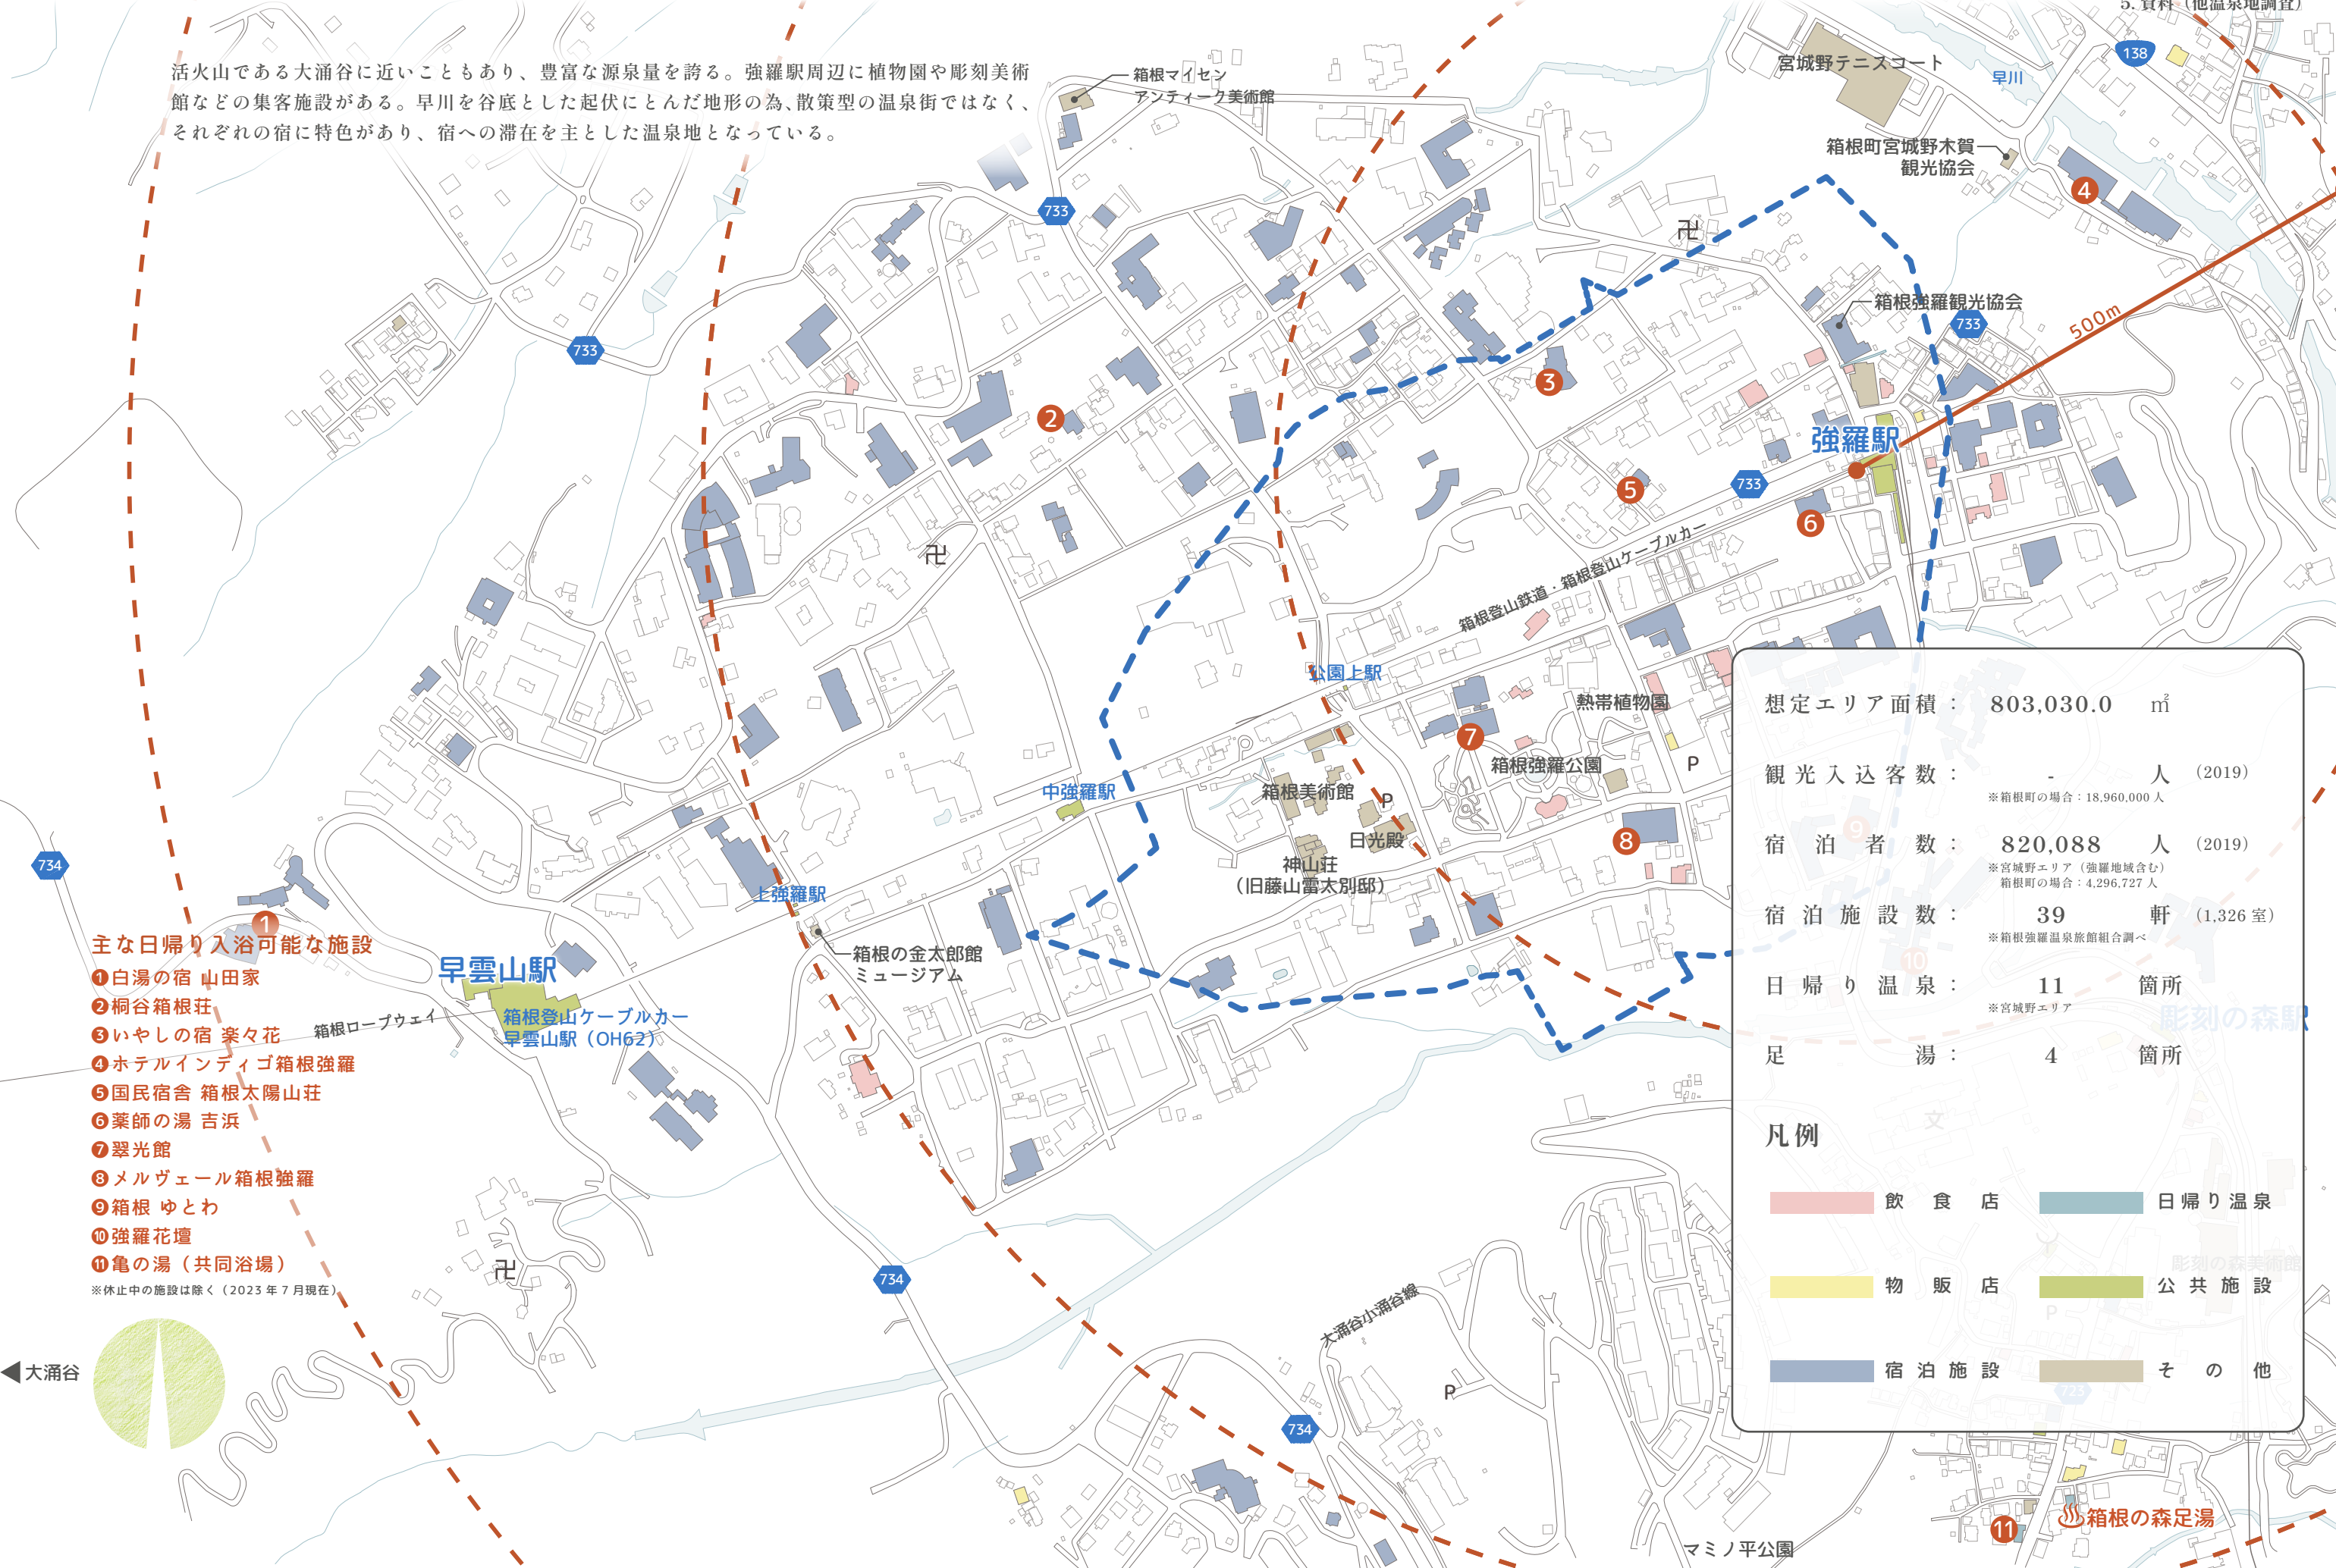 5. 資料（他温泉地調査）
活火山である大涌谷に近いこともあり、豊富な源泉量を誇る。強羅駅周辺に植物園や彫刻美術
館などの集客施設がある。早川を谷底とした起伏にとんだ地形の為、散策型の温泉街ではなく、
それぞれの宿に特色があり、宿への滞在を主とした温泉地となっている。
箱根マイセン
アンティーク美術館
宮城野テニスコート
早川
138
箱根町宮城野木賀
観光協会
4
733
卍
733
箱根強羅観光協会
733
500m
3
2
強羅駅
5
733
6
卍
箱根登山鉄道・箱根登山ケーブルカー
公園上駅
熱帯植物園
7
箱根強羅公園
P
中強羅駅
箱根美術館
P
日光殿
8
神山荘
（旧藤山雷太別邸）
734
上強羅駅
箱根の金太郎館
ミュージアム
1
早雲山駅
箱根登山ケーブルカー
早雲山駅（OH62）
箱根ロープウェイ
主な日帰り入浴可能な施設
❶白湯の宿 山田家
❷桐谷箱根荘
❸いやしの宿 楽々花
❹ホテルインディゴ箱根強羅
❺国民宿舎 箱根太陽山荘
❻薬師の湯 吉浜
❼翠光館
❽メルヴェール箱根強羅
❾箱根 ゆとわ
❿強羅花壇
⓫亀の湯（共同浴場）
※休止中の施設は除く（2023 年 7 月現在）
卍
大涌谷
734
大涌谷小涌谷線
P
734
マミノ平公園
想定エリア面積： 803,030.0 ㎡
観光入込客数： - 人 （2019）
※箱根町の場合：18,960,000 人
宿泊者数： 820,088 人 （2019）
※宮城野エリア（強羅地域含む）
箱根町の場合：4,296,727 人
宿泊施設数： 39 軒 （1,326 室）
※箱根強羅温泉旅館組合調べ
日帰り温泉： 11 箇所
※宮城野エリア
足湯： 4 箇所
9
10
彫刻の森駅
文
凡例
飲食店 日帰り温泉
彫刻の森美術館
物販店 公共施設
P
宿泊施設 その他
723
11
箱根の森足湯